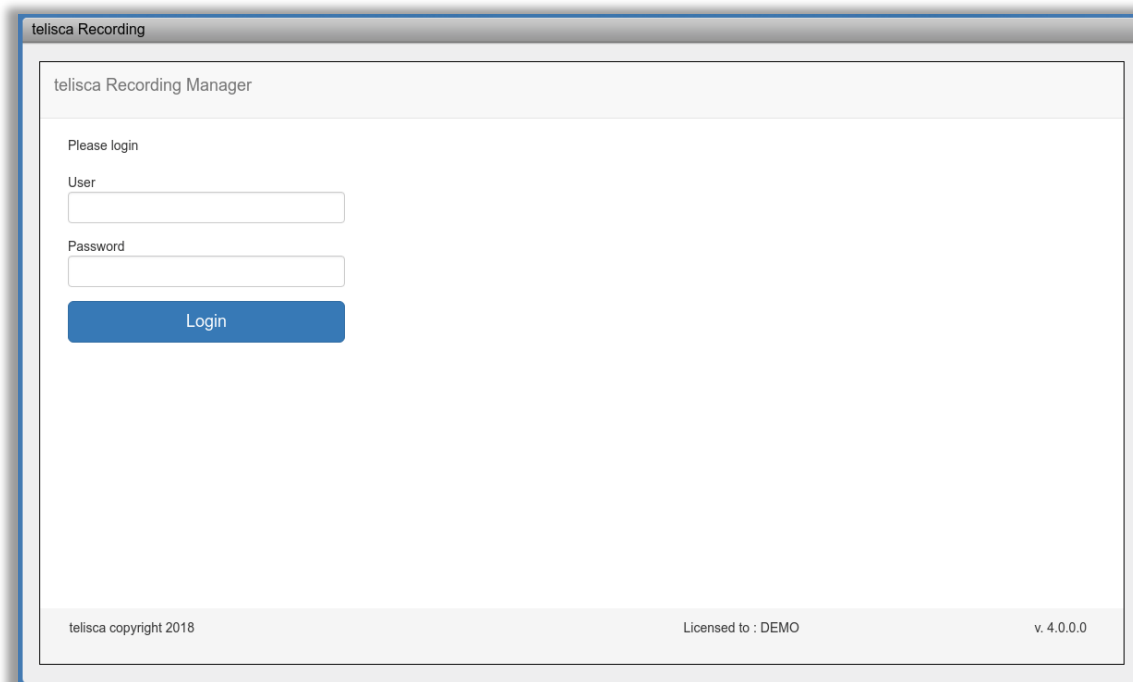 telisca Recording
telisca Recording Manager
Please login
User
Password
Login
telisca copyright 2018 Licensed to : DEMO v. 4.0.0.0